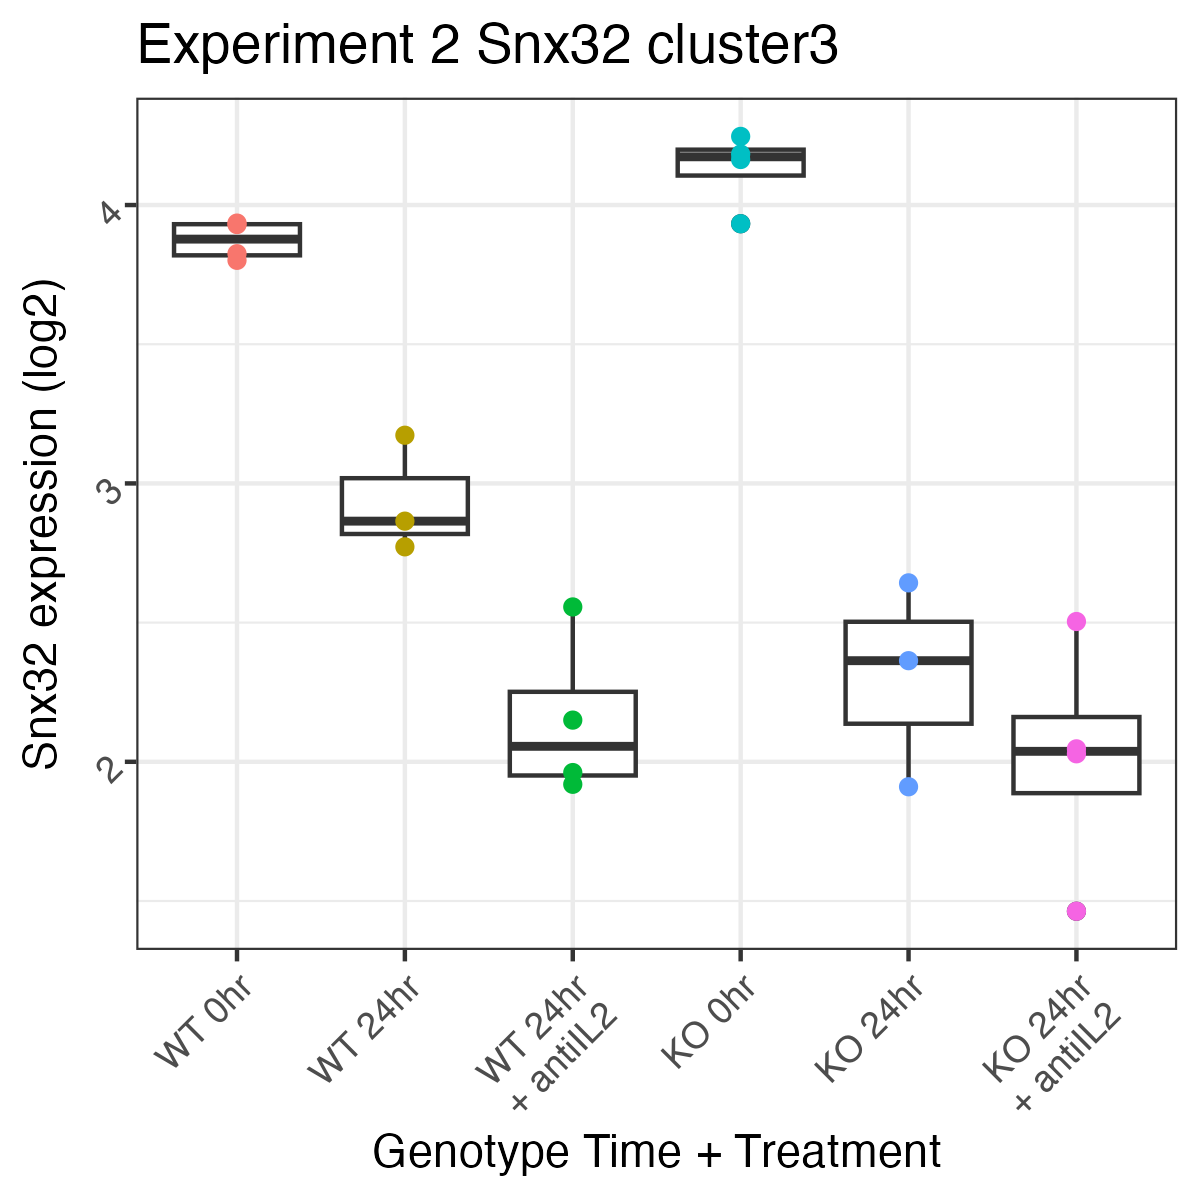 Experiment 2 Snx32 cluster3
Snx32 expression (log2)
4
3
2
WT 0hr
WT 24hr
WT 24hr
+ antiIL2
KO 0hr
KO 24hr
KO 24hr
+ antiIL2
Genotype Time + Treatment